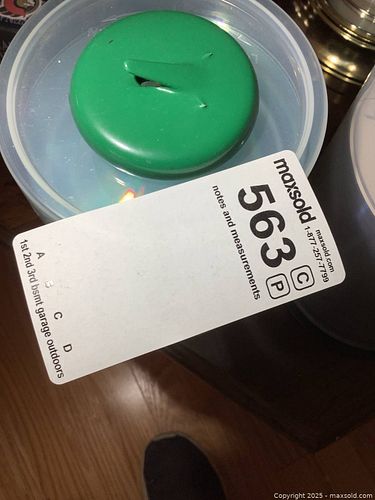 maxsold
maxsold.com
1-877-257-7799
563
C
P
notes and measurements
A
C
D
1st 2nd 3rd bsmt garage outdoors
Copyright 2025 - maxsold.com